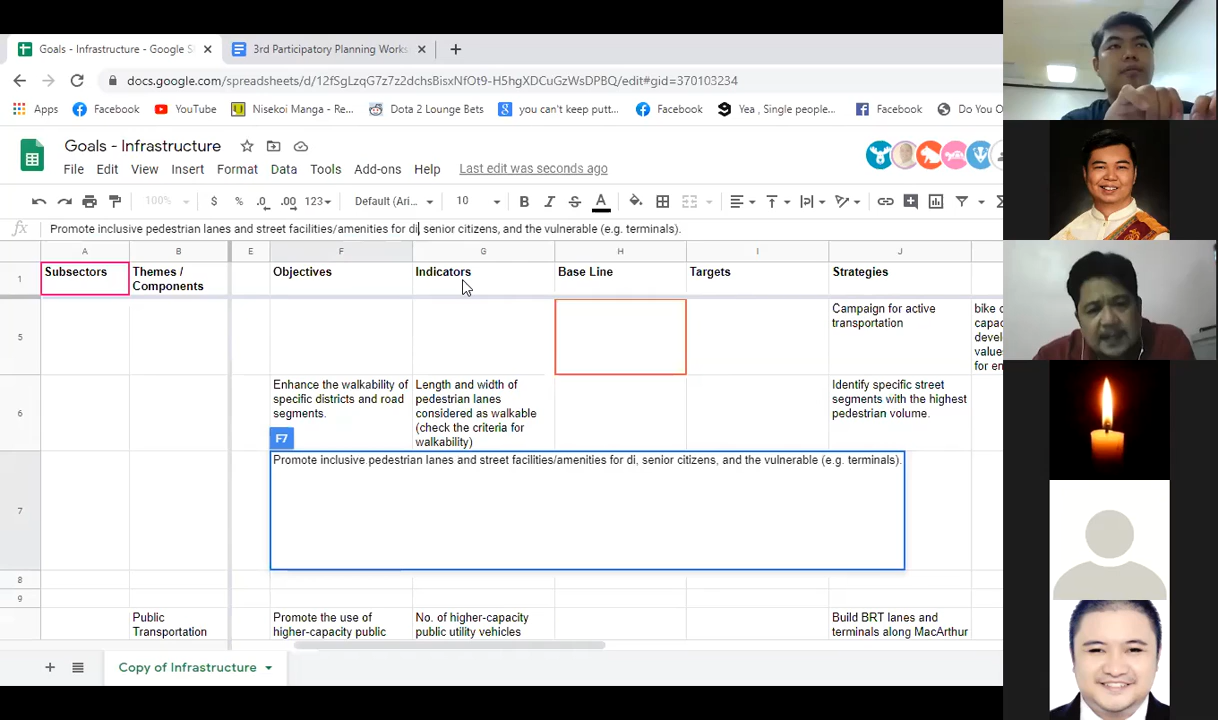 Goals - Infrastructure - Google S
3rd Participatory Planning Works
docs.google.com/spreadsheets/d/12fSgLzqG7z7z2dchsBisxNfOt9-H5hgXDCuGzWsDPBQ/edit#gid=370103234
Apps
Facebook
YouTube
Nisekoi Manga - Re...
Dota 2 Lounge Bets
you can't keep putt...
Facebook
Yea , Single people...
Facebook
Do You O
Goals - Infrastructure
File Edit View Insert Format Data Tools Add-ons Help Last edit was seconds ago
100% $ % .0 .00 123 Default (Ari... 10 B I A
fx Promote inclusive pedestrian lanes and street facilities/amenities for di, senior citizens, and the vulnerable (e.g. terminals).
A B E F G H I J
1 Subsectors
Themes /
Components
Objectives
Indicators
Base Line
Targets
Strategies
5
Campaign for active
transportation
bike
capac
devel
value
for en
6
Enhance the walkability of
specific districts and road
segments.
Length and width of
pedestrian lanes
considered as walkable
(check the criteria for
walkability)
Identify specific street
segments with the highest
pedestrian volume.
F7
7
Promote inclusive pedestrian lanes and street facilities/amenities for di, senior citizens, and the vulnerable (e.g. terminals).
8
9
Public
Transportation
Promote the use of
higher-capacity public
No. of higher-capacity
public utility vehicles
Build BRT lanes and
terminals along MacArthur
Copy of Infrastructure